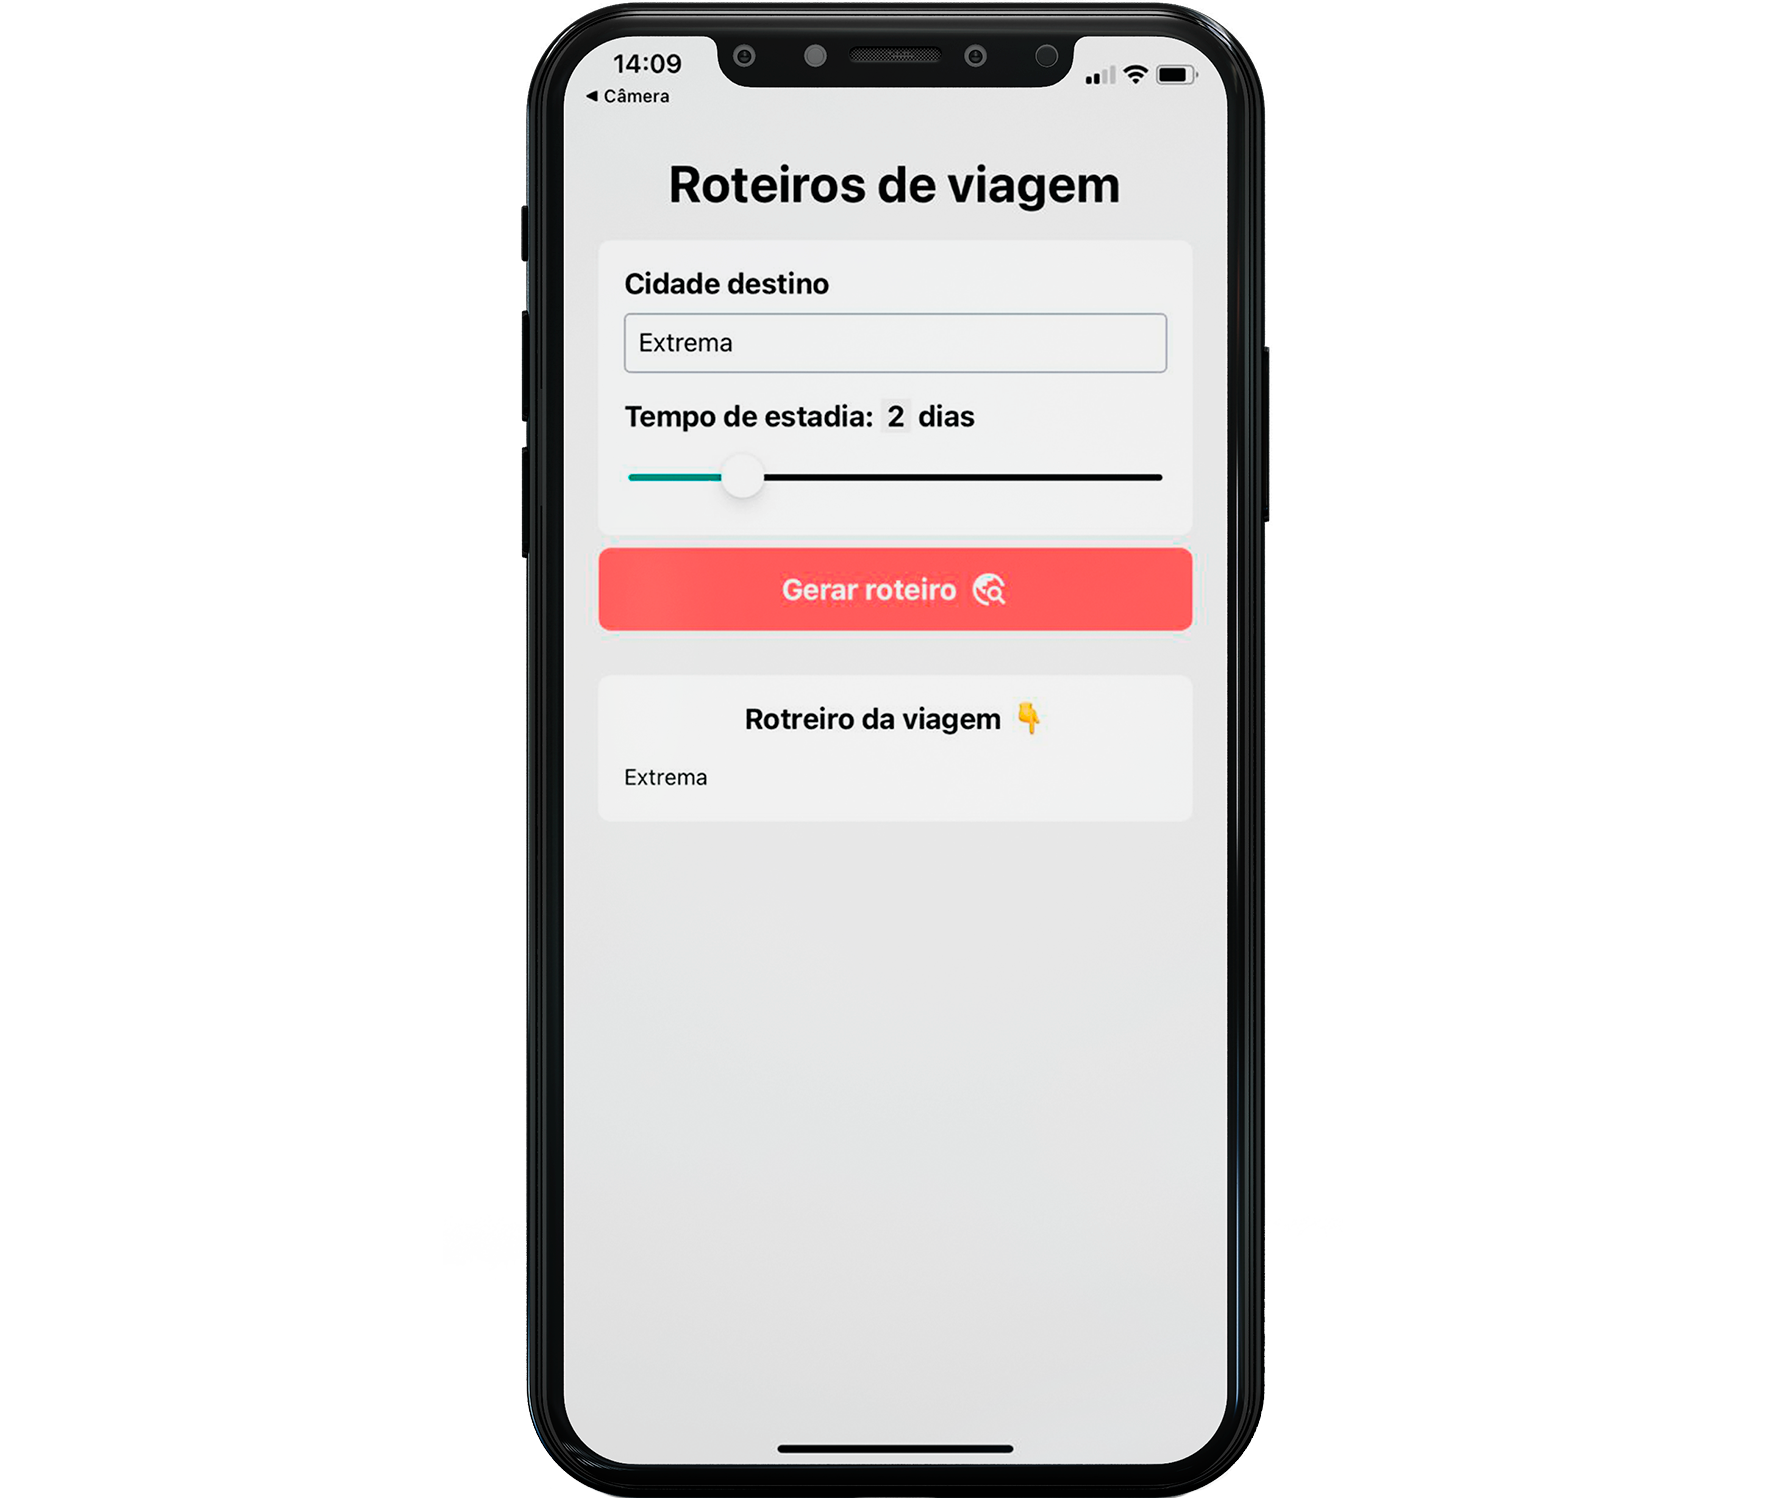 14:09
◀ Câmera
Roteiros de viagem
Cidade destino
Extrema
Tempo de estadia: 2 dias
Gerar roteiro
Rotreiro da viagem 👇
Extrema